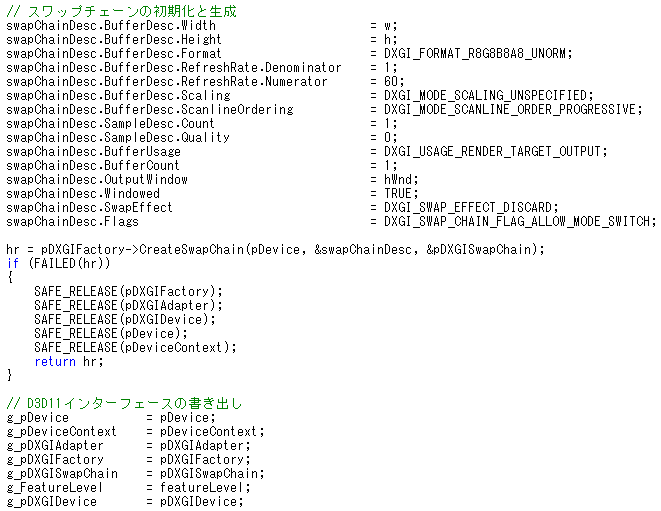 // スワップチェーンの初期化と生成
swapChainDesc.BufferDesc.Width = w;
swapChainDesc.BufferDesc.Height = h;
swapChainDesc.BufferDesc.Format = DXGI_FORMAT_R8G8B8A8_UNORM;
swapChainDesc.BufferDesc.RefreshRate.Denominator = 1;
swapChainDesc.BufferDesc.RefreshRate.Numerator = 60;
swapChainDesc.BufferDesc.Scaling = DXGI_MODE_SCALING_UNSPECIFIED;
swapChainDesc.BufferDesc.ScanlineOrdering = DXGI_MODE_SCANLINE_ORDER_PROGRESSIVE;
swapChainDesc.SampleDesc.Count = 1;
swapChainDesc.SampleDesc.Quality = 0;
swapChainDesc.BufferUsage = DXGI_USAGE_RENDER_TARGET_OUTPUT;
swapChainDesc.BufferCount = 1;
swapChainDesc.OutputWindow = hWnd;
swapChainDesc.Windowed = TRUE;
swapChainDesc.SwapEffect = DXGI_SWAP_EFFECT_DISCARD;
swapChainDesc.Flags = DXGI_SWAP_CHAIN_FLAG_ALLOW_MODE_SWITCH;
hr = pDXGIFactory->CreateSwapChain(pDevice, &swapChainDesc, &pDXGISwapChain);
if (FAILED(hr))
{
SAFE_RELEASE(pDXGIFactory);
SAFE_RELEASE(pDXGIAdapter);
SAFE_RELEASE(pDXGIDevice);
SAFE_RELEASE(pDevice);
SAFE_RELEASE(pDeviceContext);
return hr;
}
// D3D11インターフェースの書き出し
g_pDevice = pDevice;
g_pDeviceContext = pDeviceContext;
g_pDXGIAdapter = pDXGIAdapter;
g_pDXGIFactory = pDXGIFactory;
g_pDXGISwapChain = pDXGISwapChain;
g_FeatureLevel = featureLevel;
g_pDXGIDevice = pDXGIDevice;